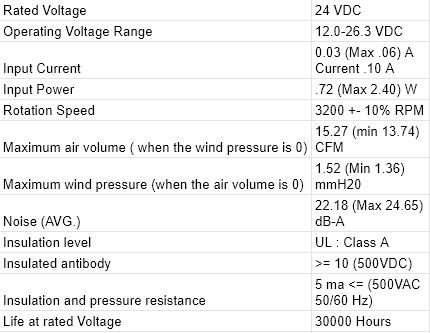 Rated Voltage 24 VDC
Operating Voltage Range 12.0-26.3 VDC
0.03 (Max .06) A
Input Current Current .10 A
Input Power .72 (Max 2.40) W
Rotation Speed 3200 +- 10% RPM
15.27 (min 13.74)
Maximum air volume ( when the wind pressure is 0) CFM
1.52 (Min 1.36)
Maximum wind pressure (when the air volume is 0) mmH20
22.18 (Max 24.65)
Noise (AVG.) dB-A
Insulation level UL : Class A
Insulated antibody >= 10 (500VDC)
5 ma <= (500VAC
Insulation and pressure resistance 50/60 Hz)
Life at rated Voltage 30000 Hours